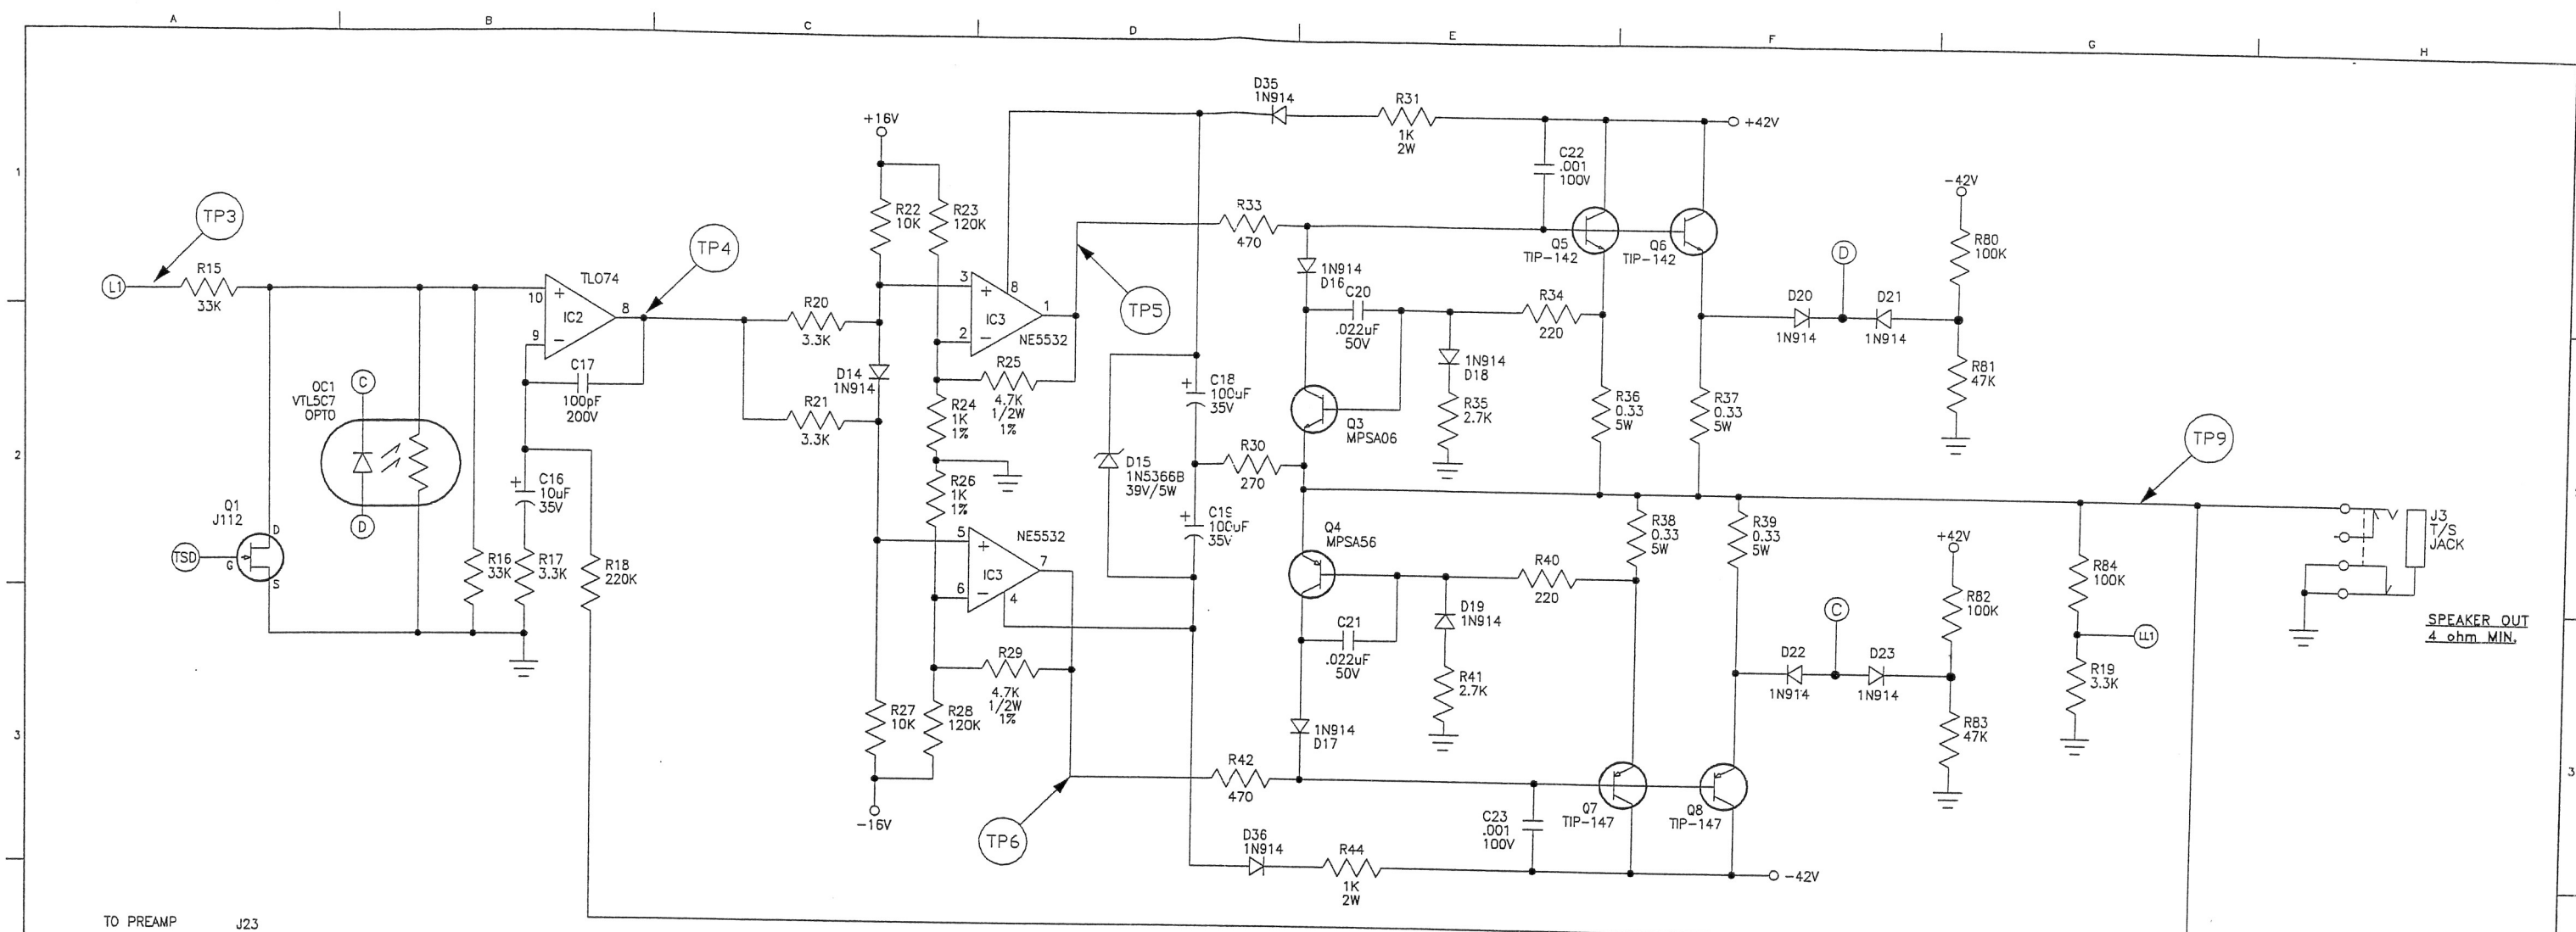 A
B
C
D
E
F
G
H
1
2
3
3
TP3
L1
R15
33K
Q1
J112
TSD
D
G
S
OC1
VTL5C7
OPTO
C
D
R16
33K
C16
10uF
35V
+
R17
3.3K
R18
220K
TL074
10
+
IC2
8
9
−
C17
100pF
200V
TP4
R20
3.3K
R21
3.3K
+16V
R22
10K
R23
120K
D14
1N914
3
+
8
IC3
1
2
−
NE5532
R25
4.7K
1/2W
1%
R24
1K
1%
R26
1K
1%
5
+
NE5532
IC3
7
6
−
4
R29
4.7K
1/2W
1%
R27
10K
R28
120K
-16V
TP5
TP6
D35
1N914
R31
1K
2W
+42V
C22
.001
100V
R33
470
Q5
TIP-142
Q6
TIP-142
1N914
D16
C20
.022uF
50V
R34
220
1N914
D18
R35
2.7K
Q3
MPSA06
D15
1N5366B
39V/5W
+
C18
100uF
35V
R30
270
+
C19
100uF
35V
R36
0.33
5W
R37
0.33
5W
D
D20
1N914
D21
1N914
-42V
R80
100K
R81
47K
TP9
Q4
MPSA56
R38
0.33
5W
R39
0.33
5W
R40
220
D19
1N914
C21
.022uF
50V
R41
2.7K
1N914
D17
R42
470
Q7
TIP-147
Q8
TIP-147
C23
.001
100V
D36
1N914
R44
1K
2W
-42V
C
D22
1N914
D23
1N914
+42V
R82
100K
R83
47K
R84
100K
LL1
R19
3.3K
J3
T/S
JACK
SPEAKER OUT
4 ohm MIN.
TO PREAMP J23